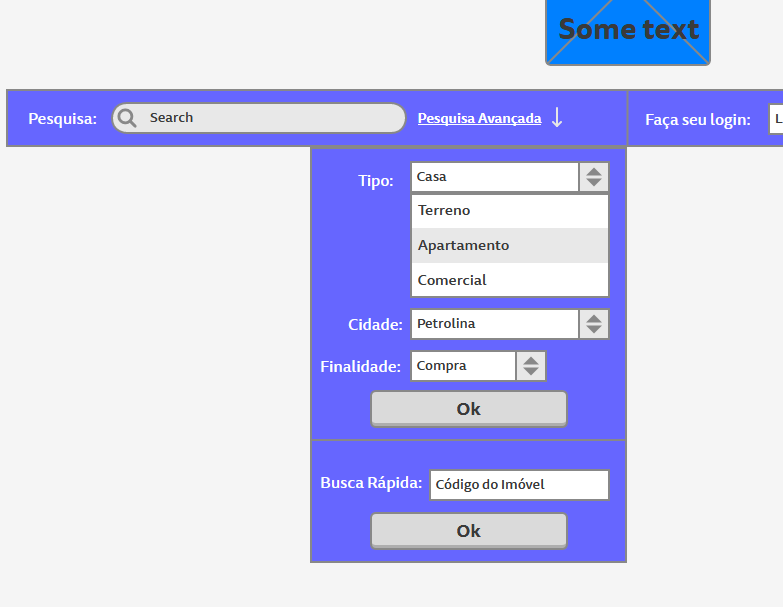 Some text
Pesquisa: Search Pesquisa Avançada ↓ Faça seu login: L
Tipo: Casa
Terreno
Apartamento
Comercial
Cidade: Petrolina
Finalidade: Compra
Ok
Busca Rápida: Código do Imóvel
Ok